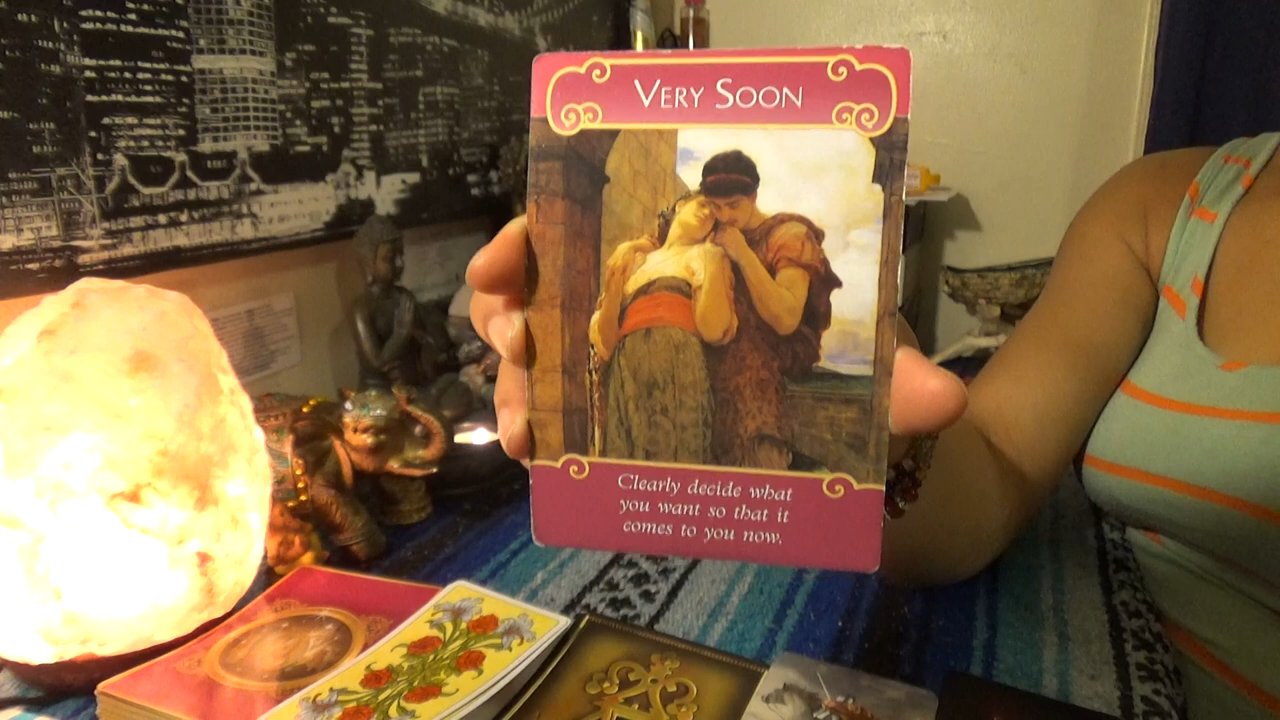 Very Soon
Clearly decide what
you want so that it
comes to you now.